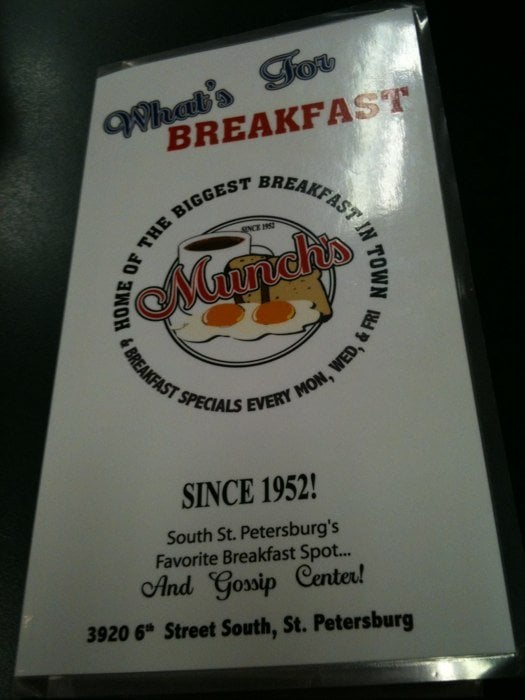 What's For
BREAKFAST
HOME OF THE BIGGEST BREAKFAST IN TOWN
& BREAKFAST SPECIALS EVERY MON, WED, & FRI
SINCE 1952
Munch's
SINCE 1952!
South St. Petersburg's
Favorite Breakfast Spot...
And Gossip Center!
3920 6th Street South, St. Petersburg